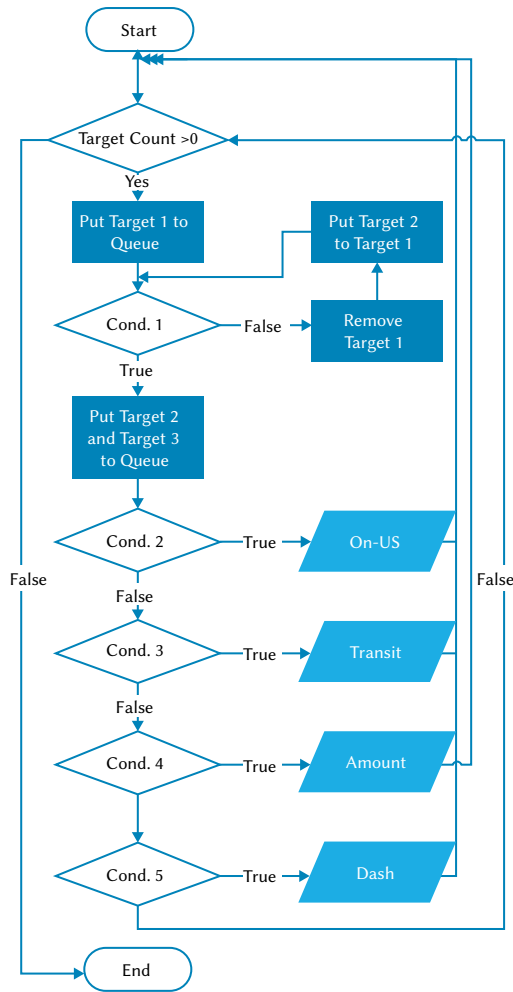 Start
Target Count >0
Yes
Put Target 1 to
Queue
Put Target 2
to Target 1
Cond. 1
False
Remove
Target 1
True
Put Target 2
and Target 3
to Queue
Cond. 2
True
On-US
False
False
False
Cond. 3
True
Transit
False
Cond. 4
True
Amount
Cond. 5
True
Dash
End